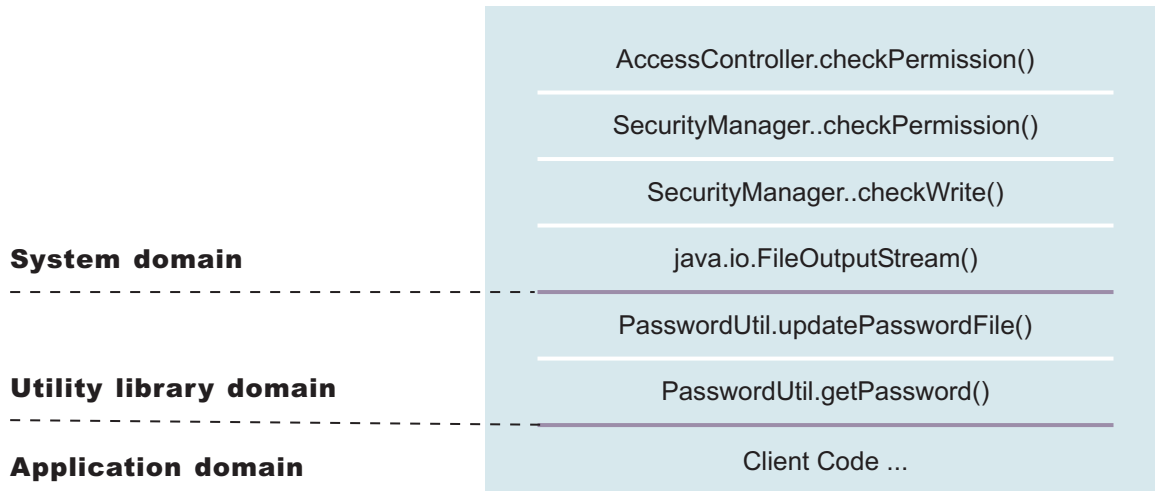 AccessController.checkPermission()
SecurityManager..checkPermission()
SecurityManager..checkWrite()
System domain
java.io.FileOutputStream()
PasswordUtil.updatePasswordFile()
Utility library domain
PasswordUtil.getPassword()
Application domain
Client Code ...